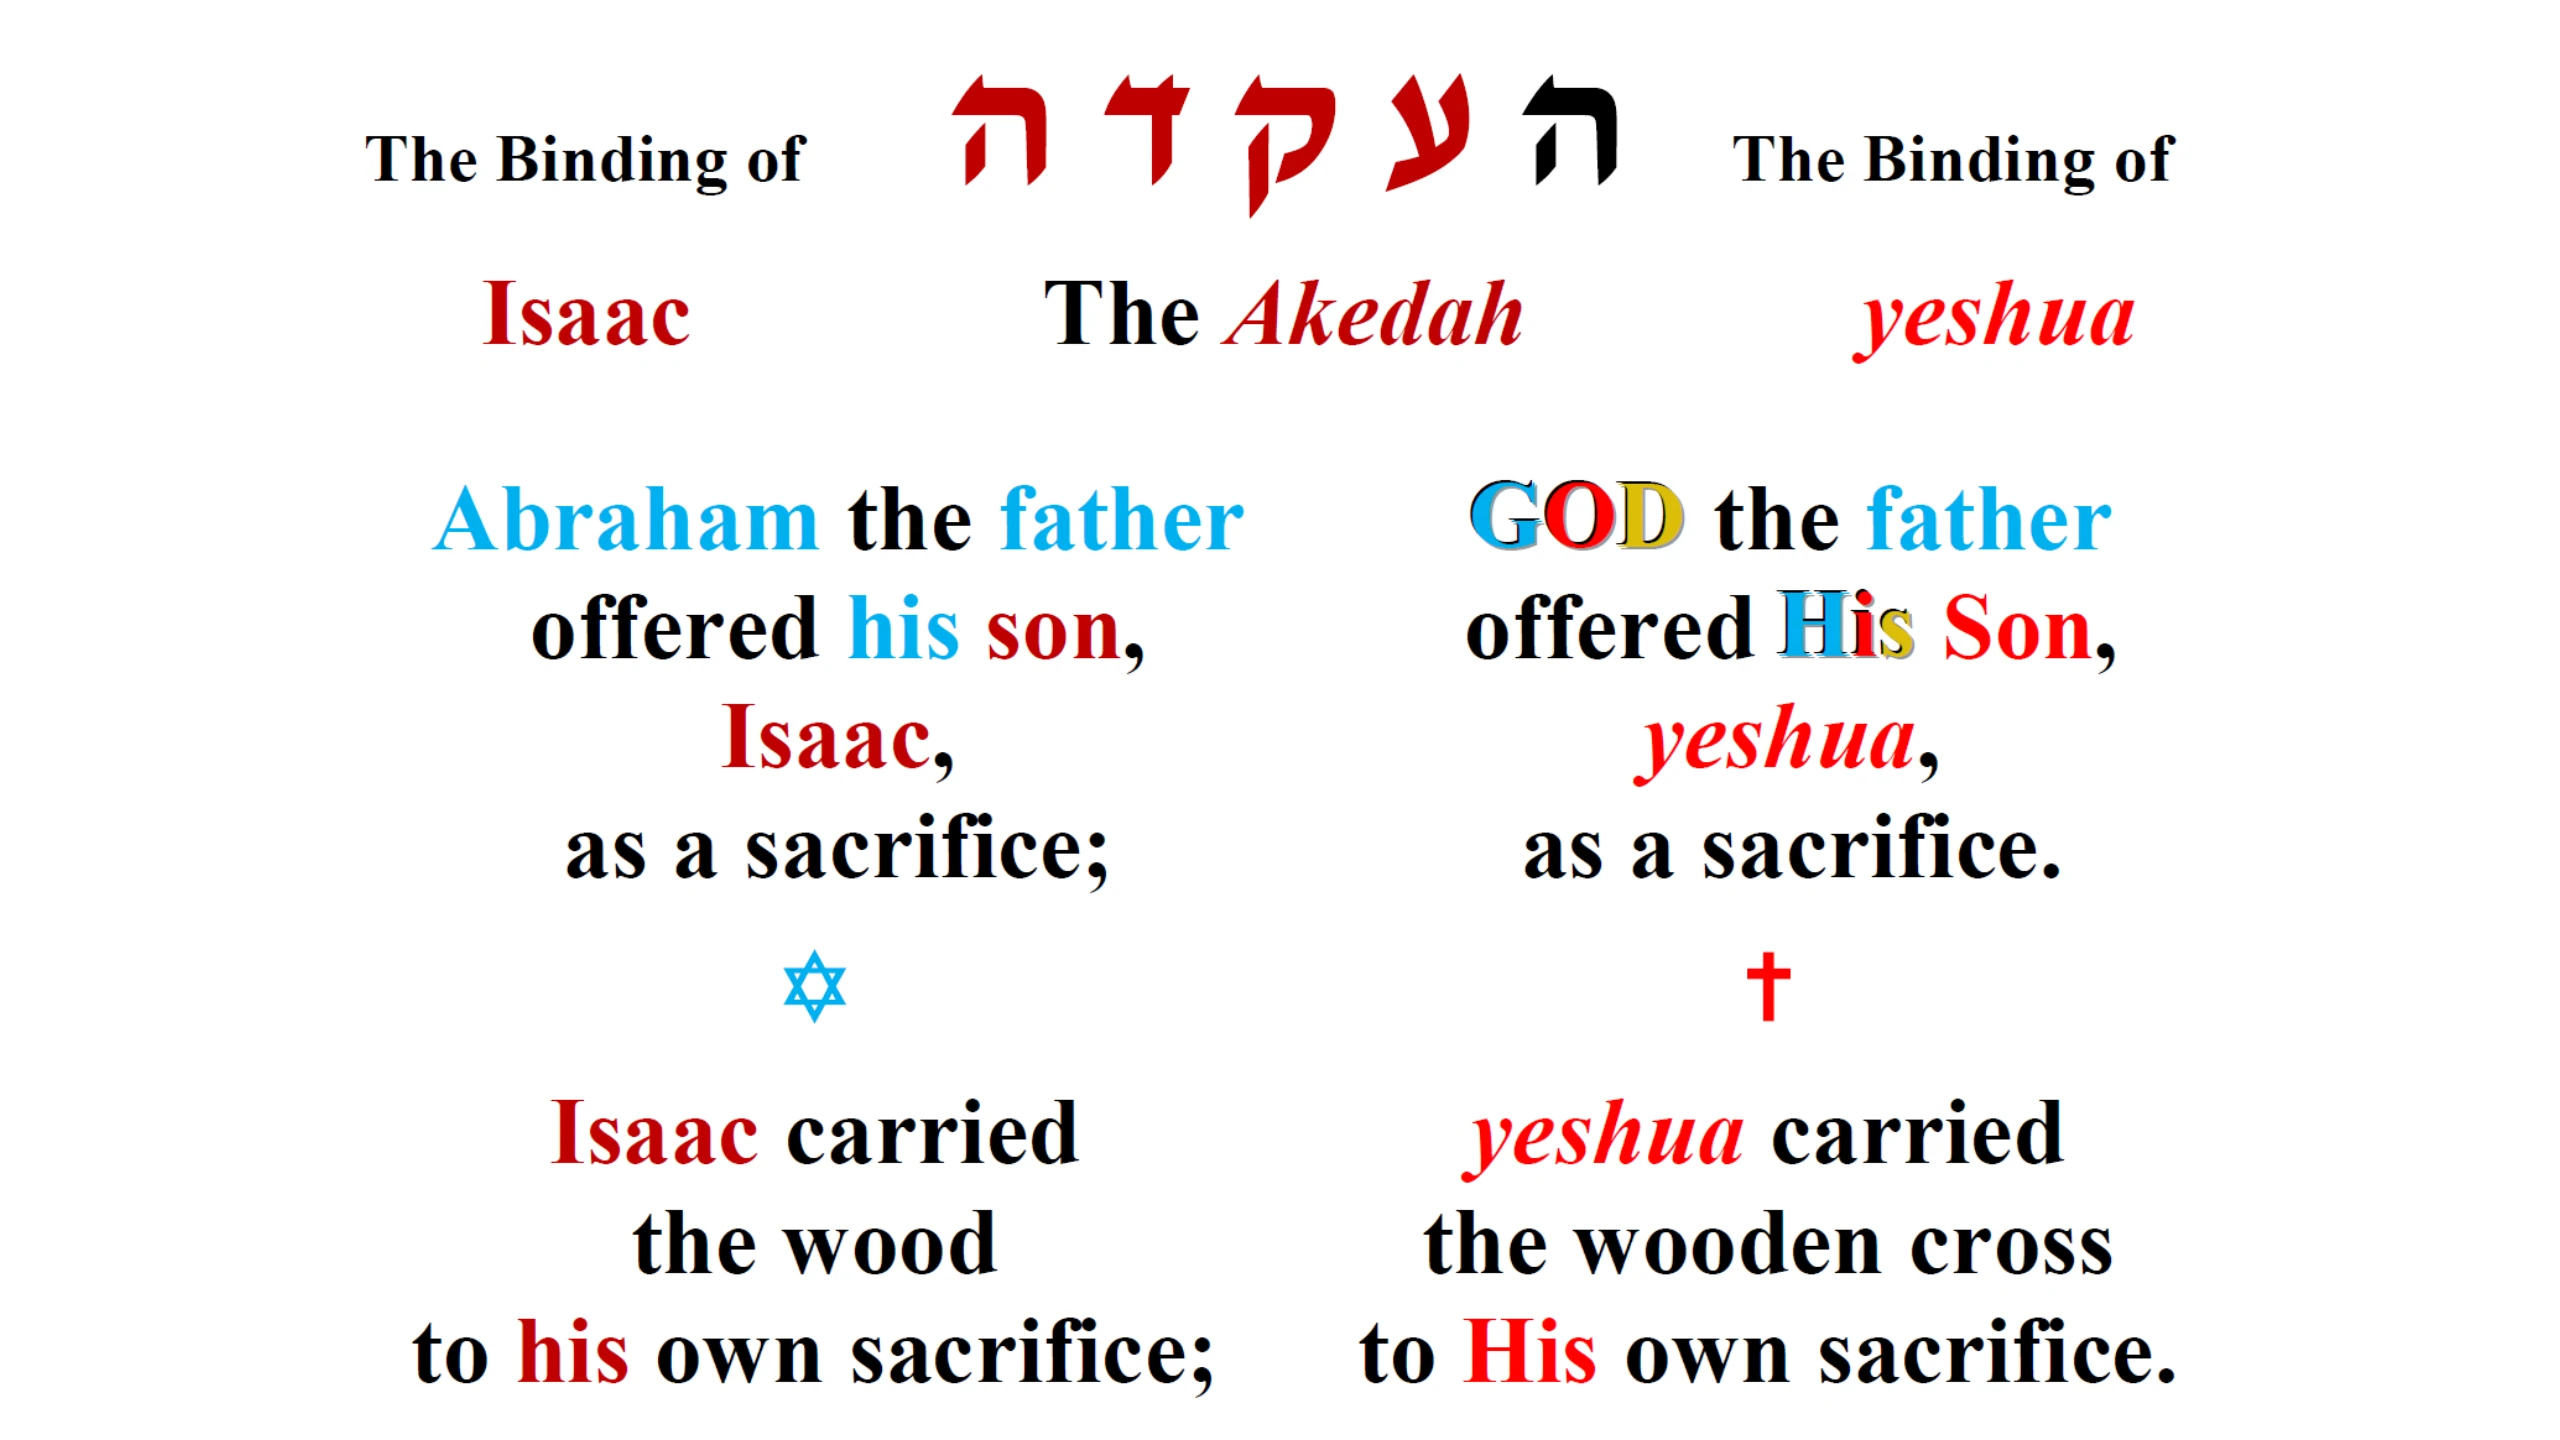 The Binding of העקדה The Binding of
Isaac The Akedah yeshua
Abraham the father
offered his son,
Isaac,
as a sacrifice;
GOD the father
offered His Son,
yeshua,
as a sacrifice.
✡
✝
Isaac carried
the wood
to his own sacrifice;
yeshua carried
the wooden cross
to His own sacrifice.